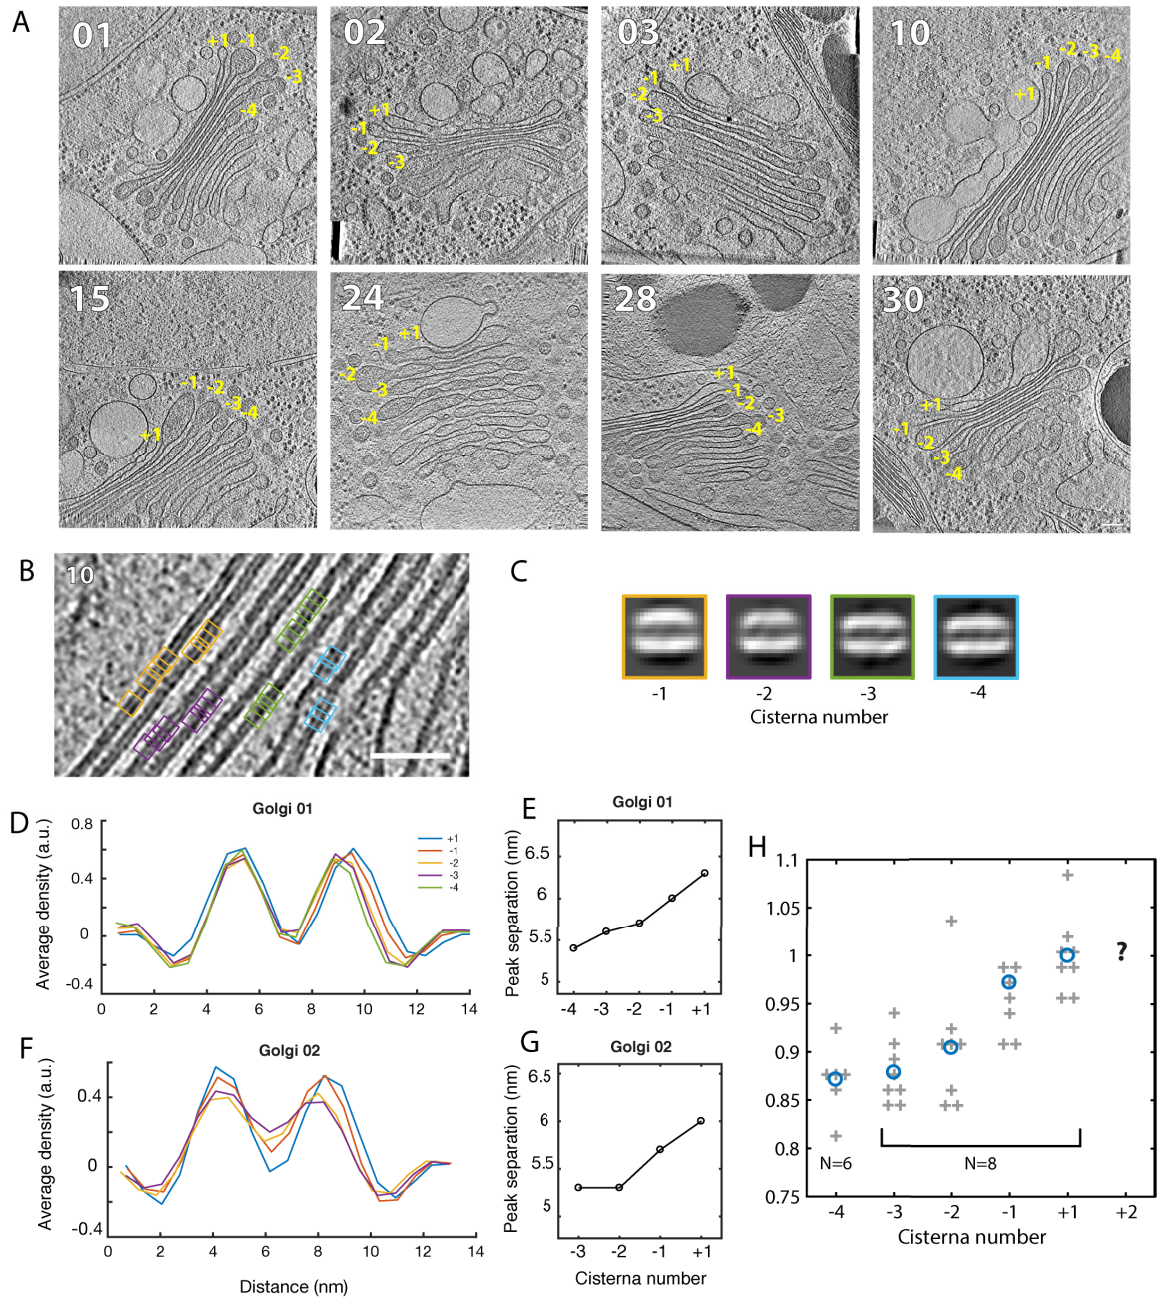 A
01
+1 -1
-2
-3
-4
02
+1
-1
-2
-3
03
+1
-1
-2
-3
10
-2 -3 -4
-1
+1
15
-1 -2
-3 -4
+1
24
+1
-1
-2
-3
-4
28
+1
-1
-2
-3
-4
30
+1
-1
-2
-3
-4
B
10
C
-1 -2 -3 -4
Cisterna number
D
Golgi 01
Average density (a.u.)
0.8
0.4
0
-0.4
+1
-1
-2
-3
-4
0 2 4 6 8 10 12 14
E
Golgi 01
Peak separation (nm)
6.5
6
5.5
5
-4 -3 -2 -1 +1
F
Golgi 02
Average density (a.u.)
0.4
0
-0.4
0 2 4 6 8 10 12 14
Distance (nm)
G
Golgi 02
Peak separation (nm)
6.5
6
5.5
5
-3 -2 -1 +1
Cisterna number
H
1.1
1.05
1
0.95
0.9
0.85
0.8
0.75
?
N=6 N=8
-4 -3 -2 -1 +1 +2
Cisterna number